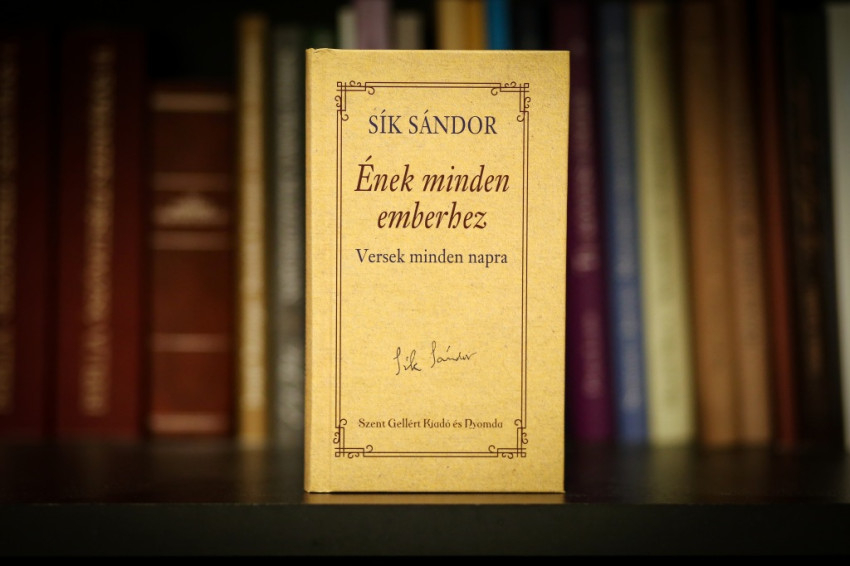 SÍK SÁNDOR
Ének minden
emberhez
Versek minden napra
Sík Sándor
Szent Gellért Kiadó és Nyomda